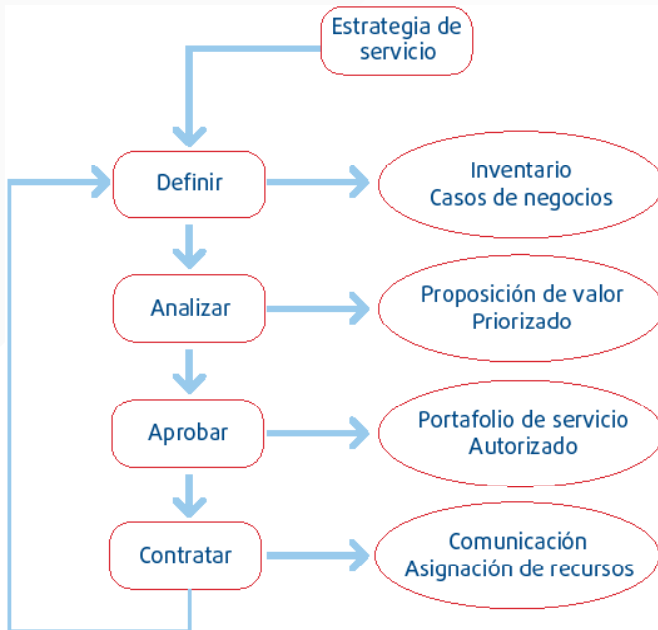 Estrategia de
servicio
Definir
Inventario
Casos de negocios
Analizar
Proposición de valor
Priorizado
Aprobar
Portafolio de servicio
Autorizado
Contratar
Comunicación
Asignación de recursos